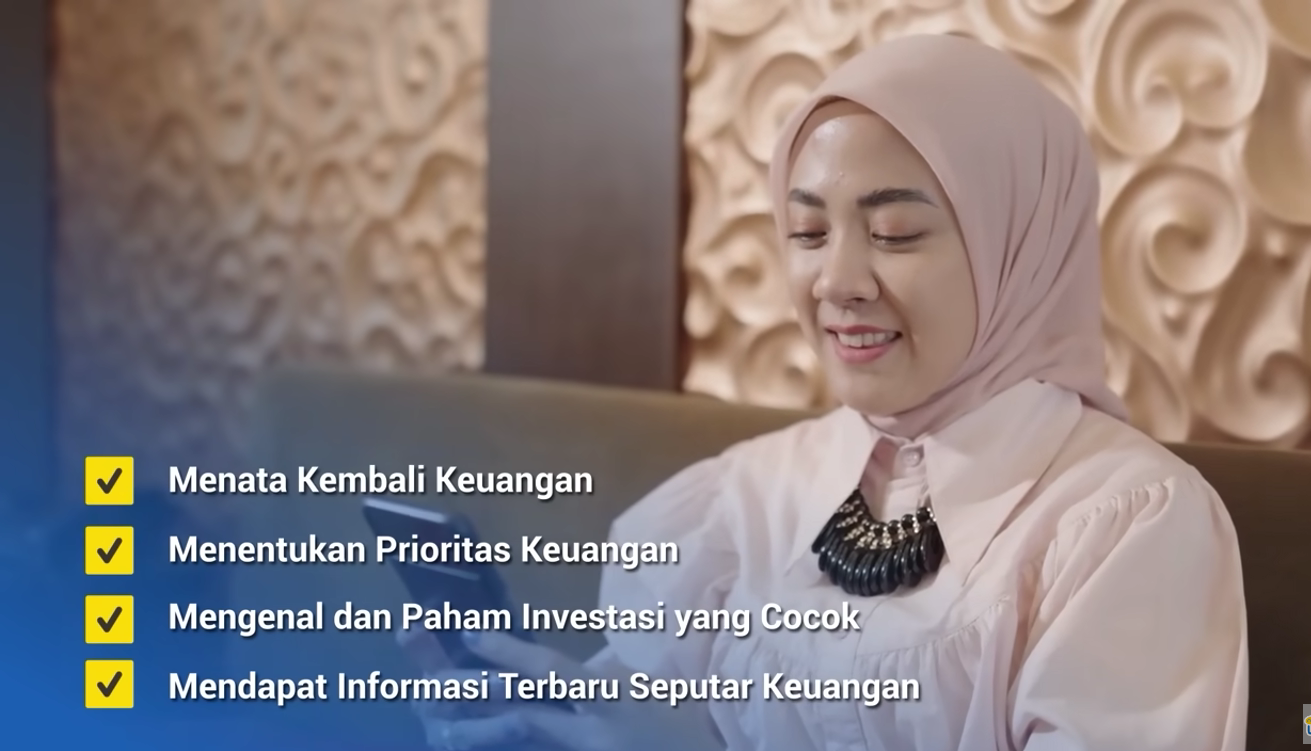 Menata Kembali Keuangan
Menentukan Prioritas Keuangan
Mengenal dan Paham Investasi yang Cocok
Mendapat Informasi Terbaru Seputar Keuangan